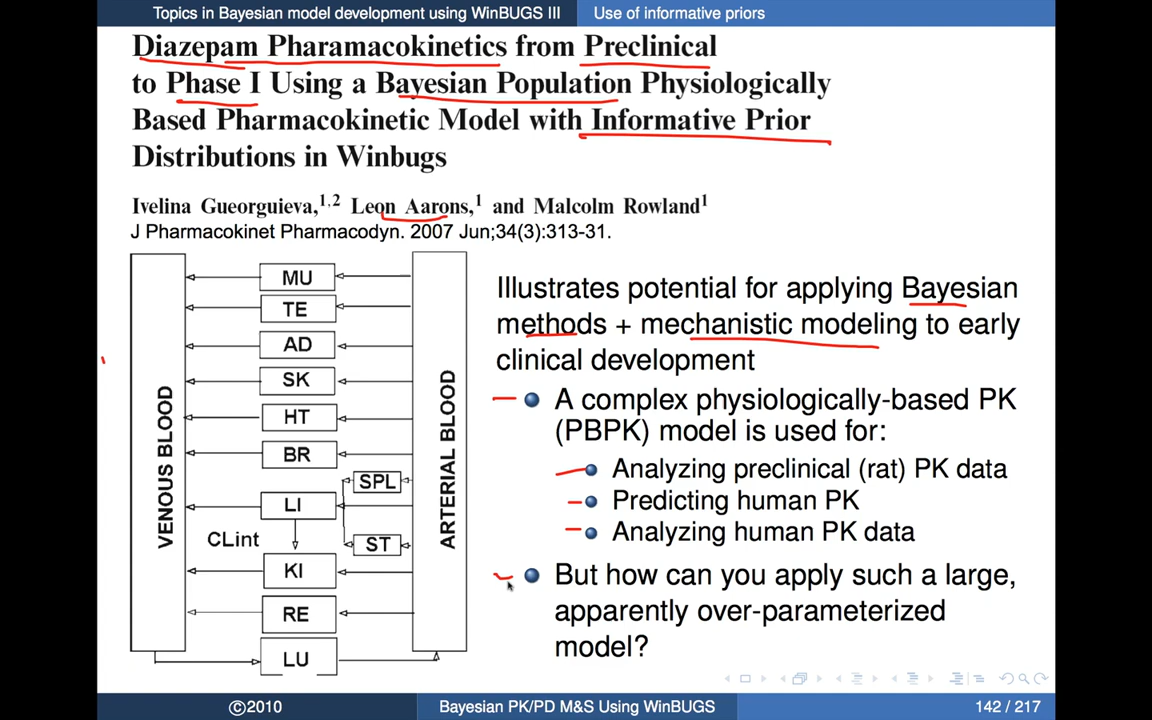 Topics in Bayesian model development using WinBUGS III
Use of informative priors
Diazepam Pharamacokinetics from Preclinical
to Phase I Using a Bayesian Population Physiologically
Based Pharmacokinetic Model with Informative Prior
Distributions in Winbugs
Ivelina Gueorguieva,1,2 Leon Aarons,1 and Malcolm Rowland1
J Pharmacokinet Pharmacodyn. 2007 Jun;34(3):313-31.
VENOUS BLOOD
MU
TE
AD
SK
HT
BR
SPL
LI
CLint
ST
KI
RE
LU
ARTERIAL BLOOD
Illustrates potential for applying Bayesian
methods + mechanistic modeling to early
clinical development
A complex physiologically-based PK
(PBPK) model is used for:
Analyzing preclinical (rat) PK data
Predicting human PK
Analyzing human PK data
But how can you apply such a large,
apparently over-parameterized
model?
©2010
Bayesian PK/PD M&S Using WinBUGS
142 / 217